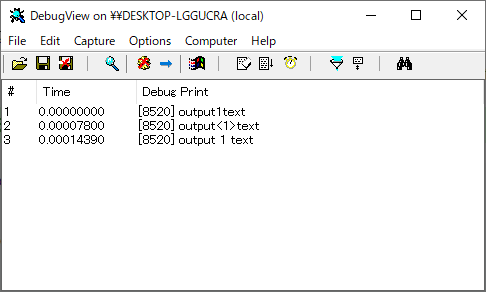 DebugView on ¥¥DESKTOP-LGGUCRA (local)
File Edit Capture Options Computer Help
# Time Debug Print
1 0.00000000 [8520] output1text
2 0.00007800 [8520] output<1>text
3 0.00014390 [8520] output 1 text